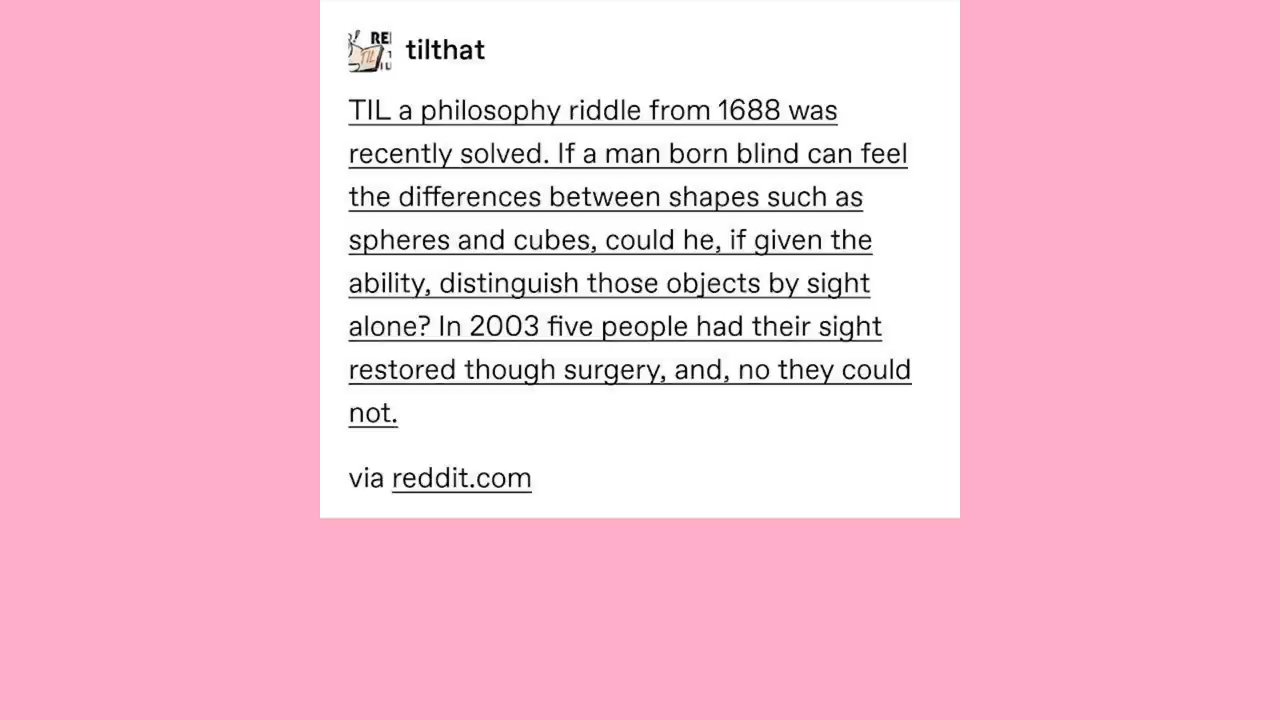 RE
TIL
tilthat
TIL a philosophy riddle from 1688 was
recently solved. If a man born blind can feel
the differences between shapes such as
spheres and cubes, could he, if given the
ability, distinguish those objects by sight
alone? In 2003 five people had their sight
restored though surgery, and, no they could
not.
via reddit.com